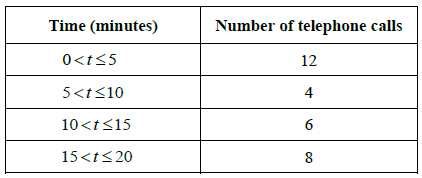 Time (minutes) Number of telephone calls
0<t≤5 12
5<t≤10 4
10<t≤15 6
15<t≤20 8